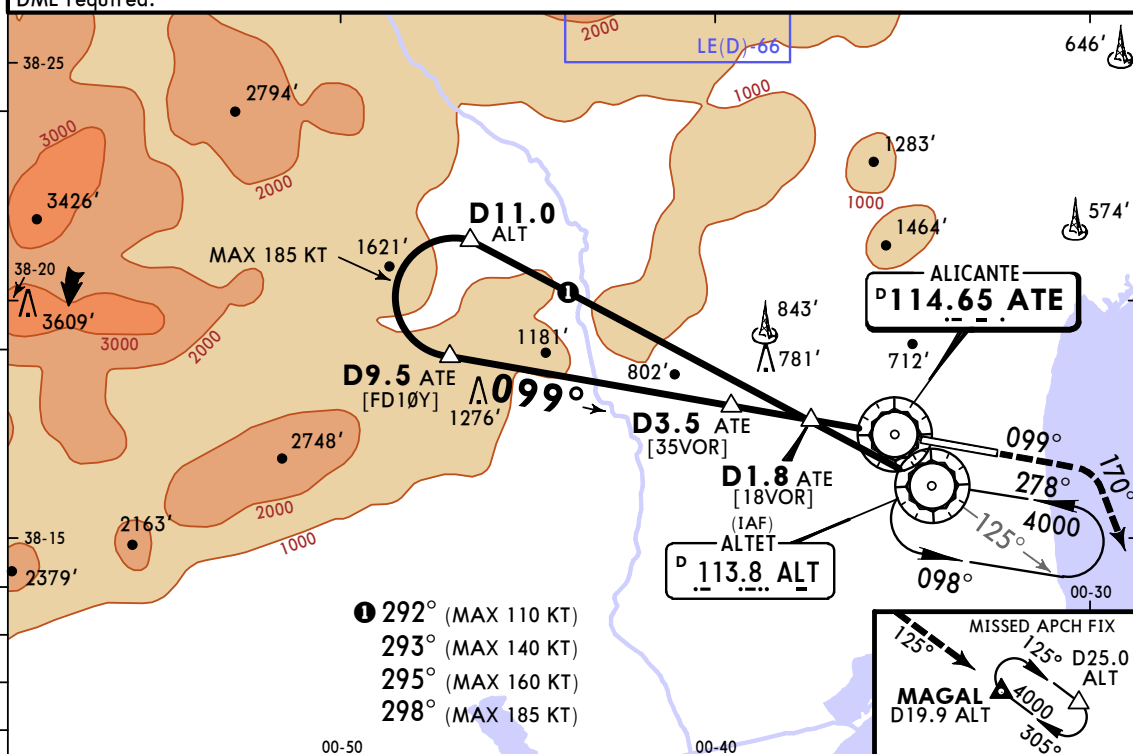 DME required.
2000
LE(D)-66
646'
38-25
2794'
1000
3000
1283'
2000
3426'
1000
574'
D11.0
ALT
1464'
1621'
MAX 185 KT
ALICANTE
D 114.65 ATE
38-20
3609'
3000
2000
1
843'
781'
712'
1181'
802'
D9.5 ATE
[FD10Y]
1276'
099°
D3.5 ATE
[35VOR]
099°
170°
2748'
D1.8 ATE
[18VOR]
278°
4000
2000
125°
2163'
1000
38-15
(IAF)
ALTET
D 113.8 ALT
2379'
098°
00-30
1 292° (MAX 110 KT)
293° (MAX 140 KT)
295° (MAX 160 KT)
298° (MAX 185 KT)
MISSED APCH FIX
125°
125°
D25.0
ALT
MAGAL
D19.9 ALT
4000
305°
00-50
00-40